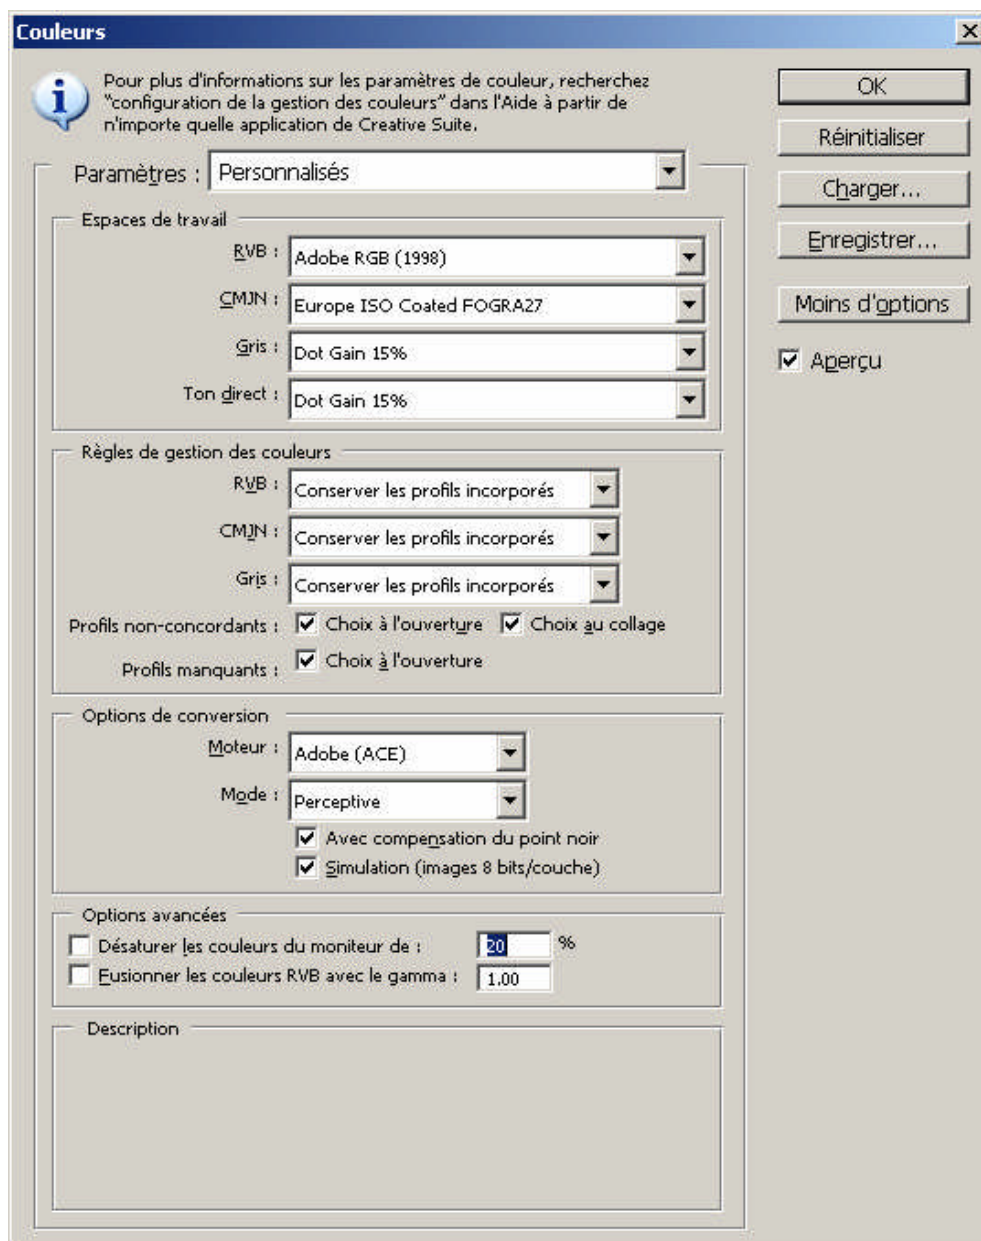 Couleurs
Pour plus d'informations sur les paramètres de couleur, recherchez
"configuration de la gestion des couleurs" dans l'Aide à partir de
n'importe quelle application de Creative Suite.
OK
Réinitialiser
Charger...
Enregistrer...
Moins d'options
Aperçu
Paramètres : Personnalisés
Espaces de travail
RVB : Adobe RGB (1998)
CMJN : Europe ISO Coated FOGRA27
Gris : Dot Gain 15%
Ton direct : Dot Gain 15%
Règles de gestion des couleurs
RVB : Conserver les profils incorporés
CMJN : Conserver les profils incorporés
Gris : Conserver les profils incorporés
Profils non-concordants : Choix à l'ouverture Choix au collage
Profils manquants : Choix à l'ouverture
Options de conversion
Moteur : Adobe (ACE)
Mode : Perceptive
Avec compensation du point noir
Simulation (images 8 bits/couche)
Options avancées
Désaturer les couleurs du moniteur de : 20 %
Fusionner les couleurs RVB avec le gamma : 1.00
Description